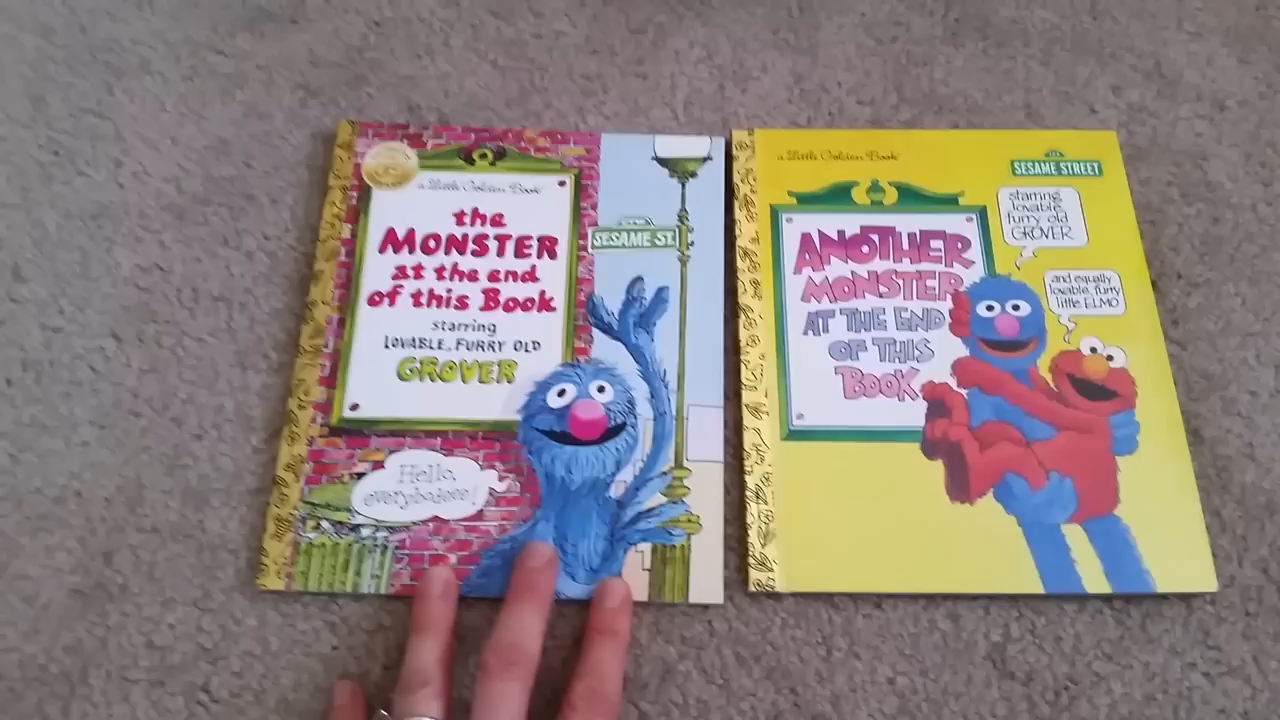 a Little Golden Book
the
MONSTER
at the end
of this Book
starring
LOVABLE, FURRY OLD
GROVER
SESAME ST.
Hello,
everybodeee!
a Little Golden Book
SESAME STREET
starring
lovable,
furry old
GROVER
and equally
lovable, furry
little ELMO
ANOTHER
MONSTER
AT THE END
OF THIS
BOOK